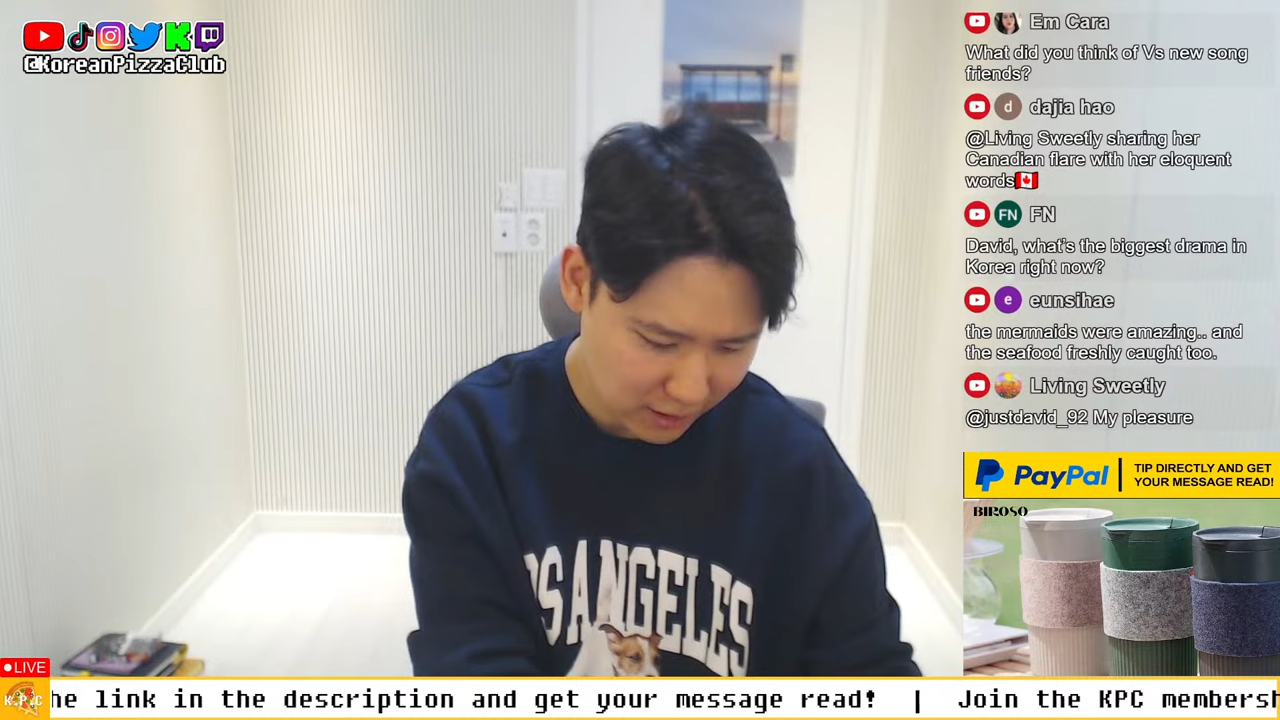 @KoreanPizzaClub
Em Cara
What did you think of Vs new song
friends?
d
dajia hao
@Living Sweetly sharing her
Canadian flare with her eloquent
words🇨🇦
FN
FN
David, what's the biggest drama in
Korea right now?
e
eunsihae
the mermaids were amazing.. and
the seafood freshly caught too.
Living Sweetly
@justdavid_92 My pleasure
PayPal
TIP DIRECTLY AND GET
YOUR MESSAGE READ!
BIROSO
OS ANGELES
LIVE
KPC
he link in the description and get your message read! | Join the KPC membersh